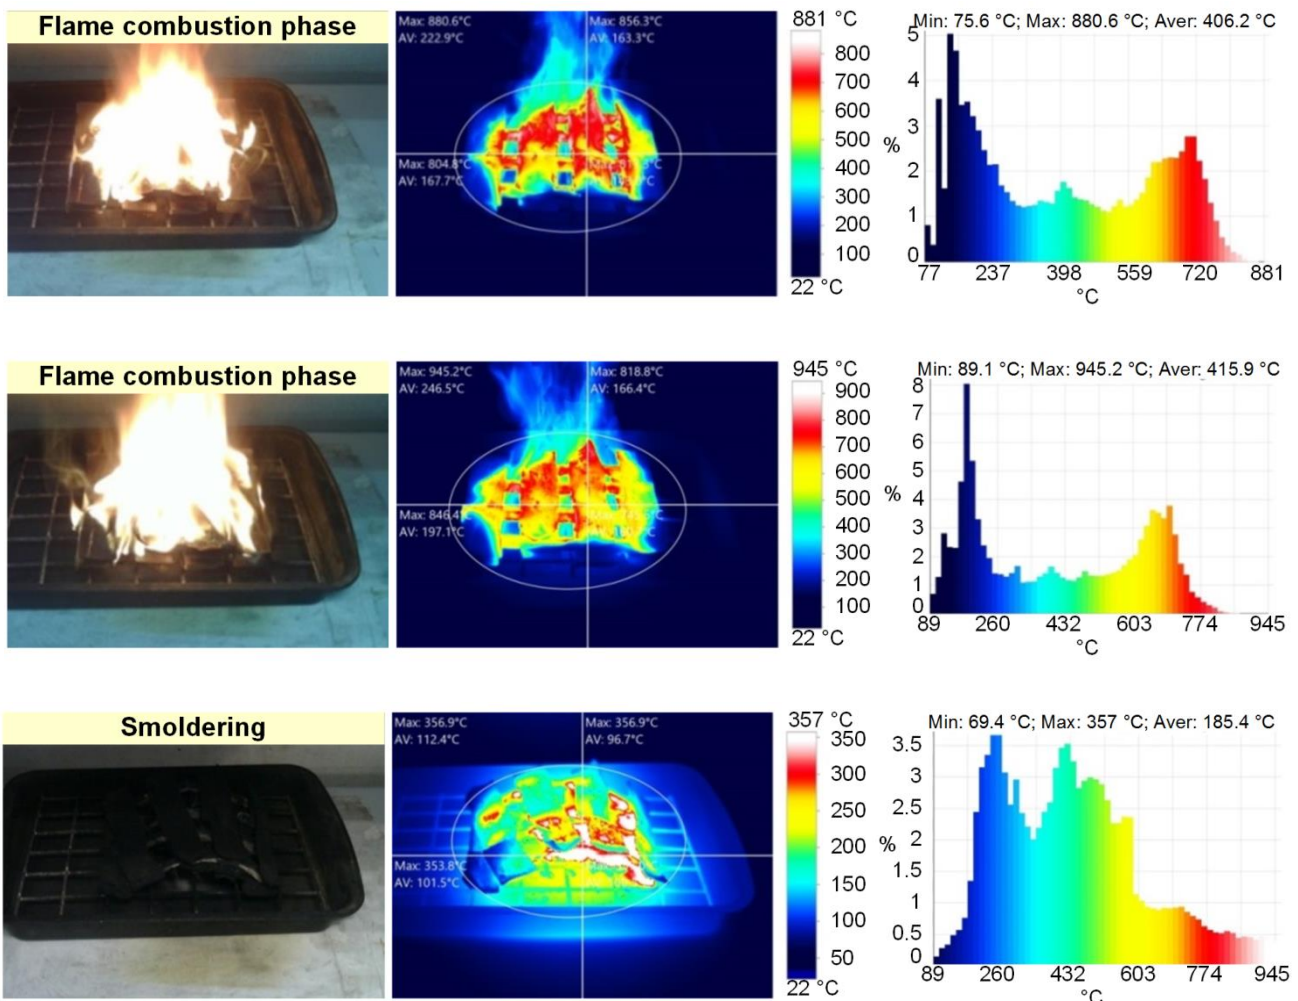 Flame combustion phase
Max: 880.6°C
AV: 222.9°C
Max: 856.3°C
AV: 163.3°C
Max: 804.8°C
AV: 167.7°C
881 °C
800
700
600
500
400
300
200
100
22 °C
Min: 75.6 °C; Max: 880.6 °C; Aver: 406.2 °C
5
4
3
2
1
0
%
77 237 398 559 720 881
°C
Flame combustion phase
Max: 945.2°C
AV: 246.5°C
Max: 818.8°C
AV: 166.4°C
Max: 846.4°
AV: 197.1°C
945 °C
900
800
700
600
500
400
300
200
100
22 °C
Min: 89.1 °C; Max: 945.2 °C; Aver: 415.9 °C
8
7
6
5
4
3
2
1
0
%
89 260 432 603 774 945
°C
Smoldering
Max: 356.9°C
AV: 112.4°C
Max: 356.9°C
AV: 96.7°C
Max: 353.8°
AV: 101.5°C
357 °C
350
300
250
200
150
100
50
22 °C
Min: 69.4 °C; Max: 357 °C; Aver: 185.4 °C
3.5
3
2.5
2
1.5
1
0.5
0
%
89 260 432 603 774 945
°C